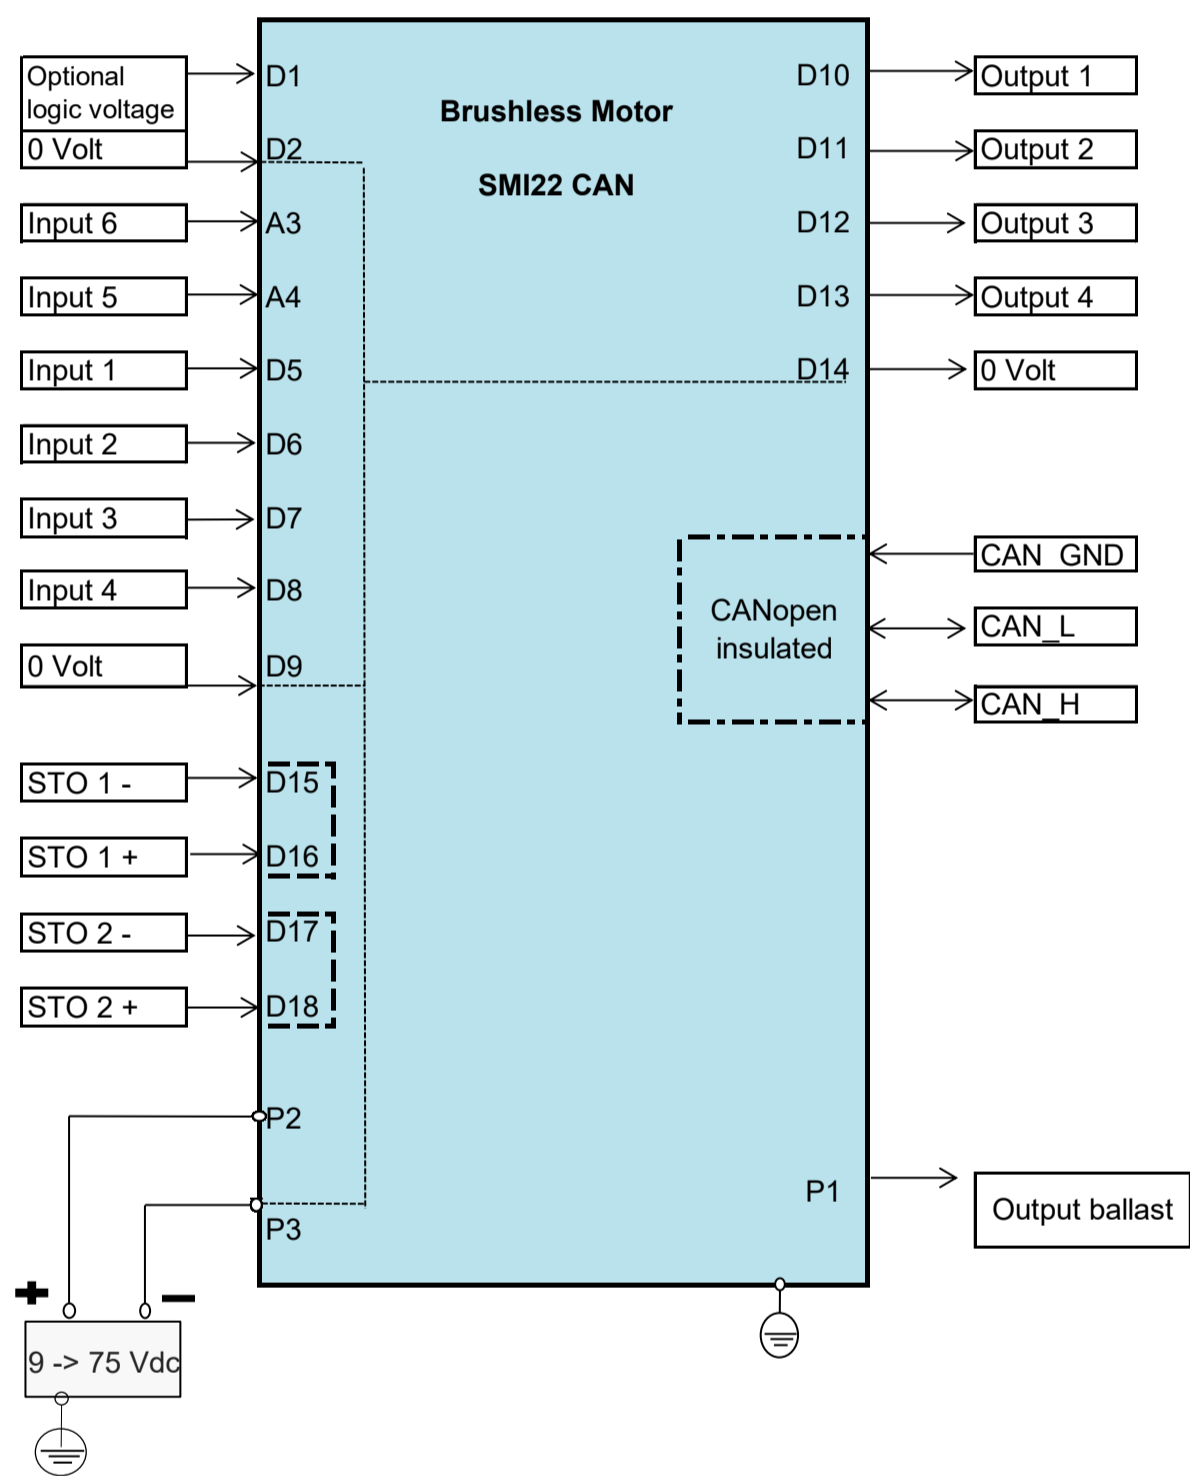 Optional
logic voltage
0 Volt
Input 6
Input 5
Input 1
Input 2
Input 3
Input 4
0 Volt
STO 1 -
STO 1 +
STO 2 -
STO 2 +
D1
D2
A3
A4
D5
D6
D7
D8
D9
D15
D16
D17
D18
P2
P3
Brushless Motor
SMI22 CAN
CANopen
insulated
D10
D11
D12
D13
D14
P1
Output 1
Output 2
Output 3
Output 4
0 Volt
CAN_GND
CAN_L
CAN_H
Output ballast
+ −
9 -> 75 Vdc